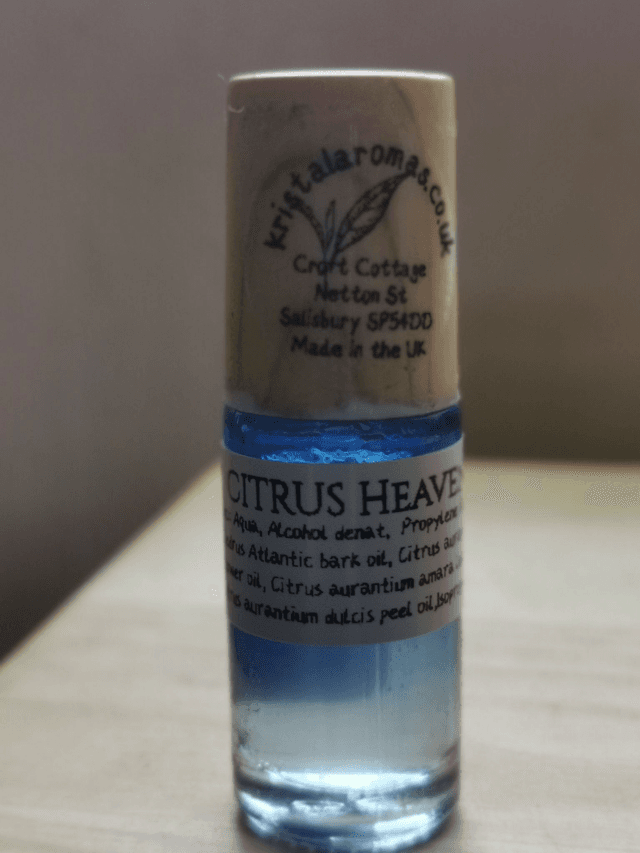 kristalaromas.co.uk
Croft Cottage
Netton St
Salisbury SP54DD
Made in the UK
CITRUS HEAVE
Aqua, Alcohol denat, Propylene
Atlantic bark oil, Citrus
oil, Citrus aurantium amara
aurantium dulcis peel oil,